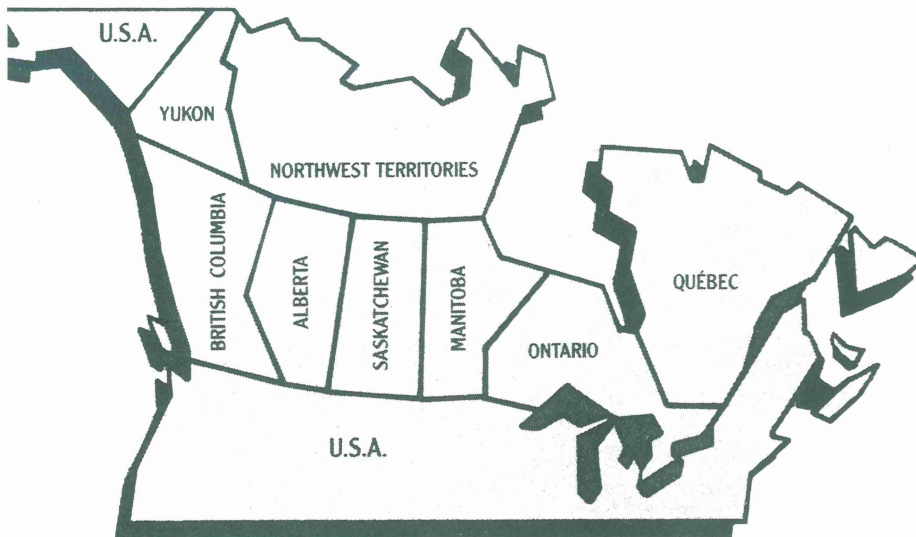 U.S.A.
YUKON
NORTHWEST TERRITORIES
BRITISH COLUMBIA
ALBERTA
SASKATCHEWAN
MANITOBA
ONTARIO
QUÉBEC
U.S.A.